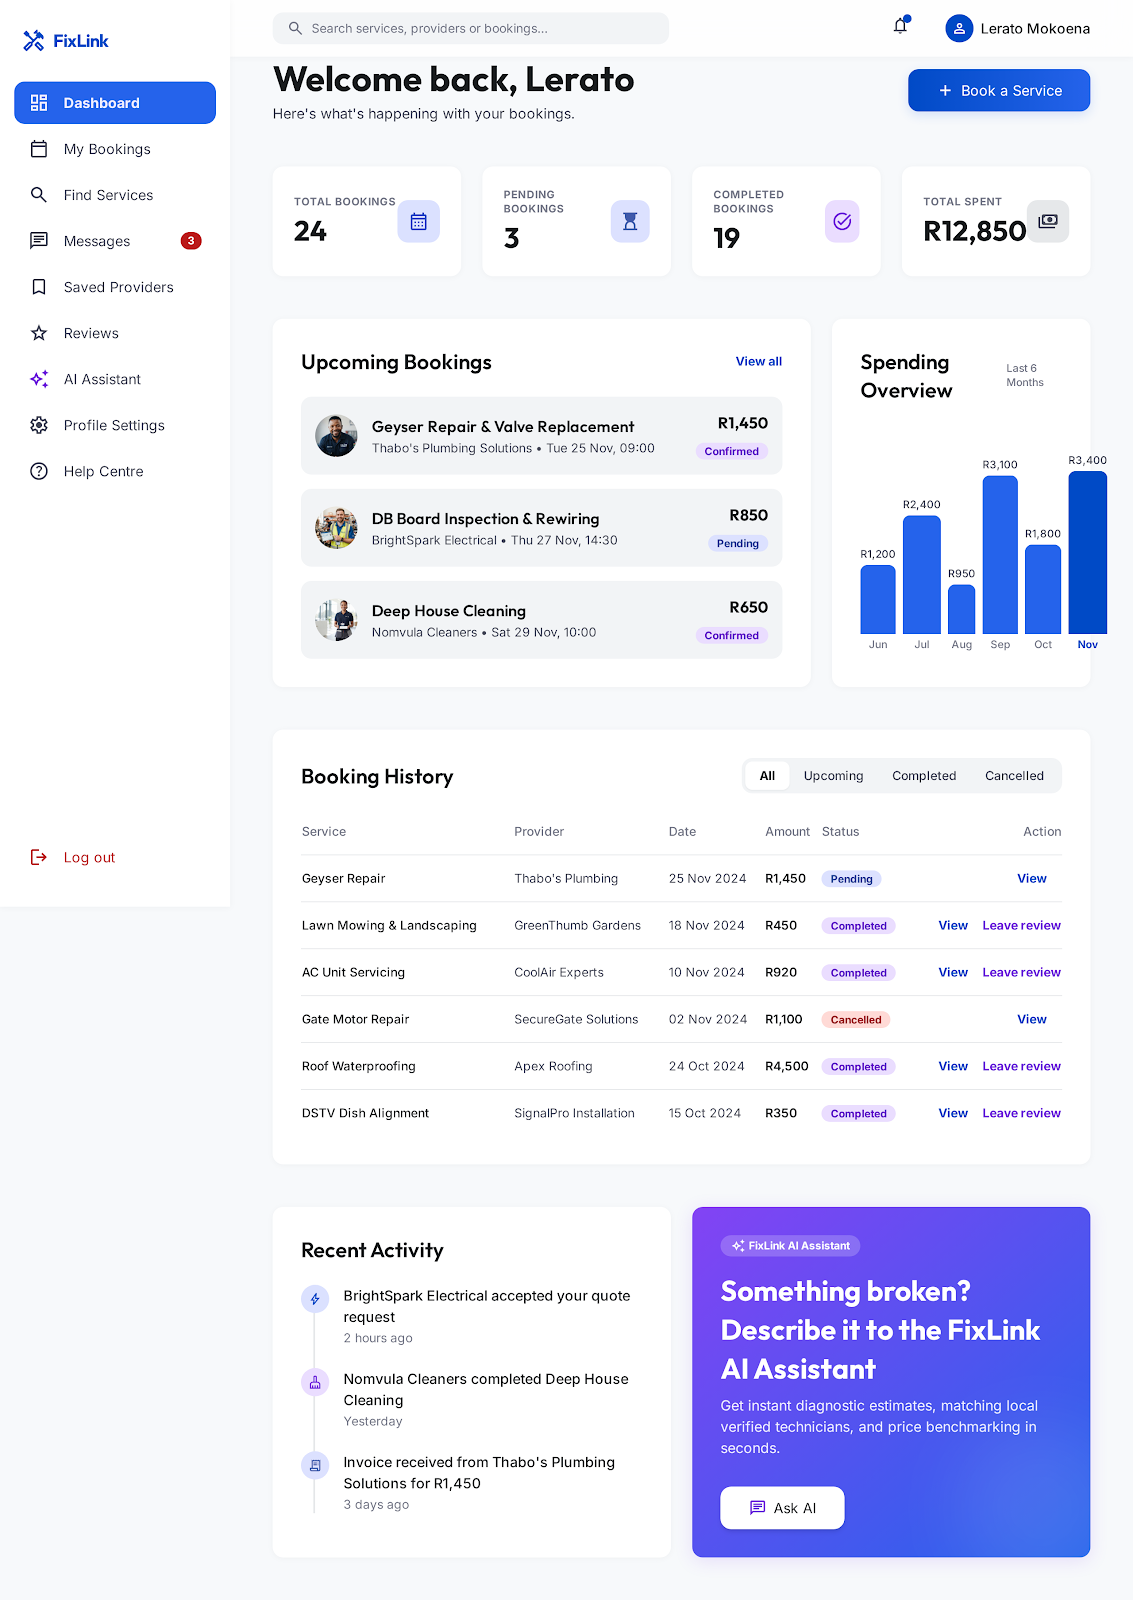 FixLink
Dashboard
My Bookings
Find Services
Messages
3
Saved Providers
Reviews
AI Assistant
Profile Settings
Help Centre
Log out
Search services, providers or bookings...
Lerato Mokoena
Welcome back, Lerato
Here's what's happening with your bookings.
+ Book a Service
TOTAL BOOKINGS
24
PENDING
BOOKINGS
3
COMPLETED
BOOKINGS
19
TOTAL SPENT
R12,850
Upcoming Bookings
View all
Geyser Repair & Valve Replacement
Thabo's Plumbing Solutions • Tue 25 Nov, 09:00
R1,450
Confirmed
DB Board Inspection & Rewiring
BrightSpark Electrical • Thu 27 Nov, 14:30
R850
Pending
Deep House Cleaning
Nomvula Cleaners • Sat 29 Nov, 10:00
R650
Confirmed
Spending
Overview
Last 6
Months
R1,200
R2,400
R950
R3,100
R1,800
R3,400
Jun Jul Aug Sep Oct Nov
Booking History
All Upcoming Completed Cancelled
Service Provider Date Amount Status Action
Geyser Repair Thabo's Plumbing 25 Nov 2024 R1,450 Pending View
Lawn Mowing & Landscaping GreenThumb Gardens 18 Nov 2024 R450 Completed View Leave review
AC Unit Servicing CoolAir Experts 10 Nov 2024 R920 Completed View Leave review
Gate Motor Repair SecureGate Solutions 02 Nov 2024 R1,100 Cancelled View
Roof Waterproofing Apex Roofing 24 Oct 2024 R4,500 Completed View Leave review
DSTV Dish Alignment SignalPro Installation 15 Oct 2024 R350 Completed View Leave review
Recent Activity
BrightSpark Electrical accepted your quote
request
2 hours ago
Nomvula Cleaners completed Deep House
Cleaning
Yesterday
Invoice received from Thabo's Plumbing
Solutions for R1,450
3 days ago
FixLink AI Assistant
Something broken?
Describe it to the FixLink
AI Assistant
Get instant diagnostic estimates, matching local
verified technicians, and price benchmarking in
seconds.
Ask AI